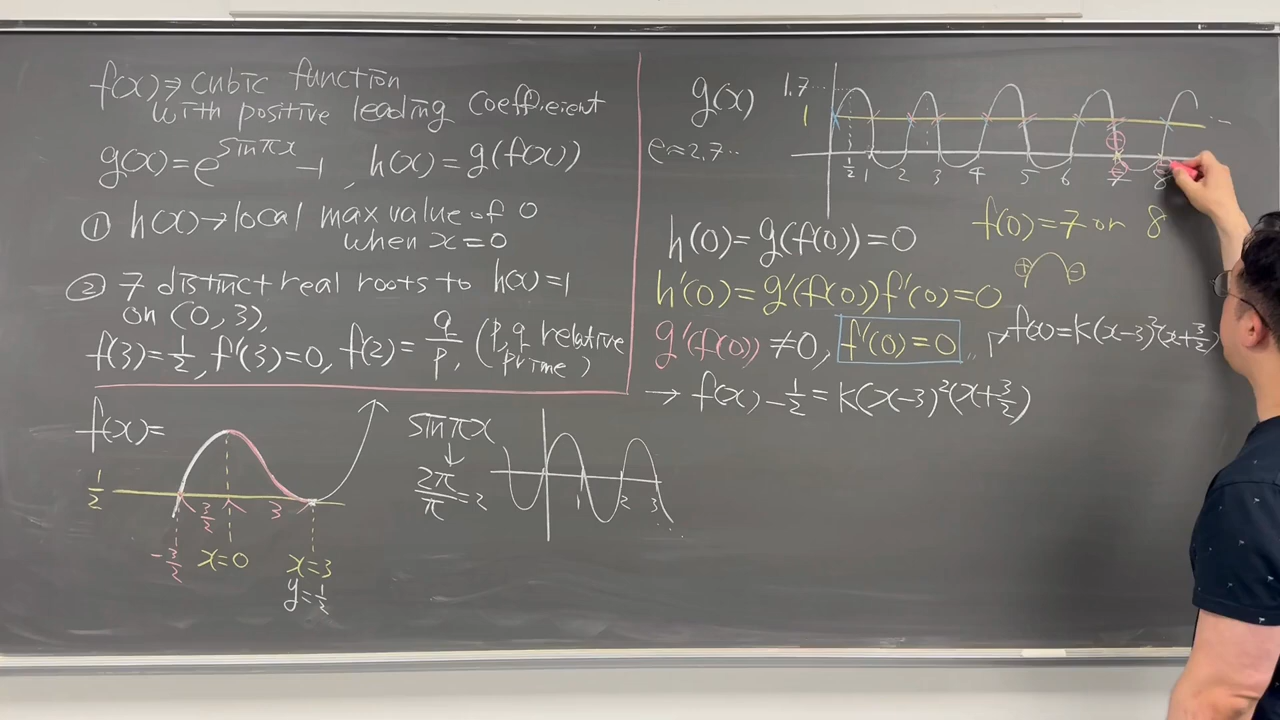 f(x) ⇒ cubic function
with positive leading coefficient
g(x) = e^{sin πx} - 1, h(x) = g(f(x))
① h(x) → local max value of 0
when x = 0
② 7 distinct real roots to h(x) = 1
on (0, 3),
f(3) = 1/2, f'(3) = 0, f(2) = q/p, (p, q relative prime)
f(x) =
1/2
3/2 3
-3/2 x = 0 x = 3
y = 1/2
sin πx
↓
2π/π = 2
1 2 3
g(x)
1.7
1
e ≈ 2.7...
1/2 1 2 3 4 5 6 7 8
h(0) = g(f(0)) = 0
f(0) = 7 or 8
h'(0) = g'(f(0)) f'(0) = 0
⊕ ⊖
g'(f(0)) ≠ 0, f'(0) = 0
f(x) = k(x-3)²(x+3/2)
→ f(x) - 1/2 = k(x-3)²(x+3/2)